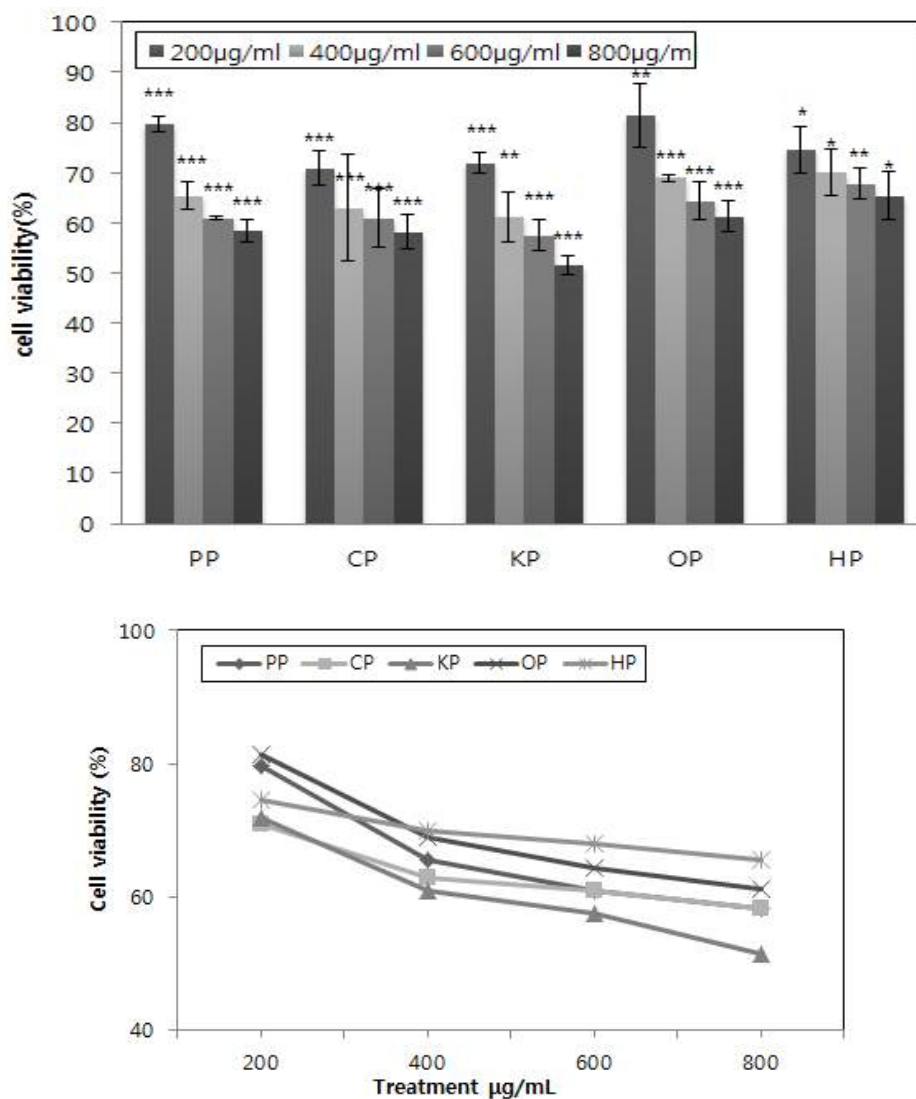 100
90
80
70
60
50
40
30
20
10
0
cell viability(%)
200µg/ml 400µg/ml 600µg/ml 800µg/m
*** *** *** ***
*** *** *** ***
*** ** *** ***
** *** *** ***
* * ** *
PP CP KP OP HP
100
80
60
40
Cell viability (%)
PP CP KP OP HP
200 400 600 800
Treatment µg/mL